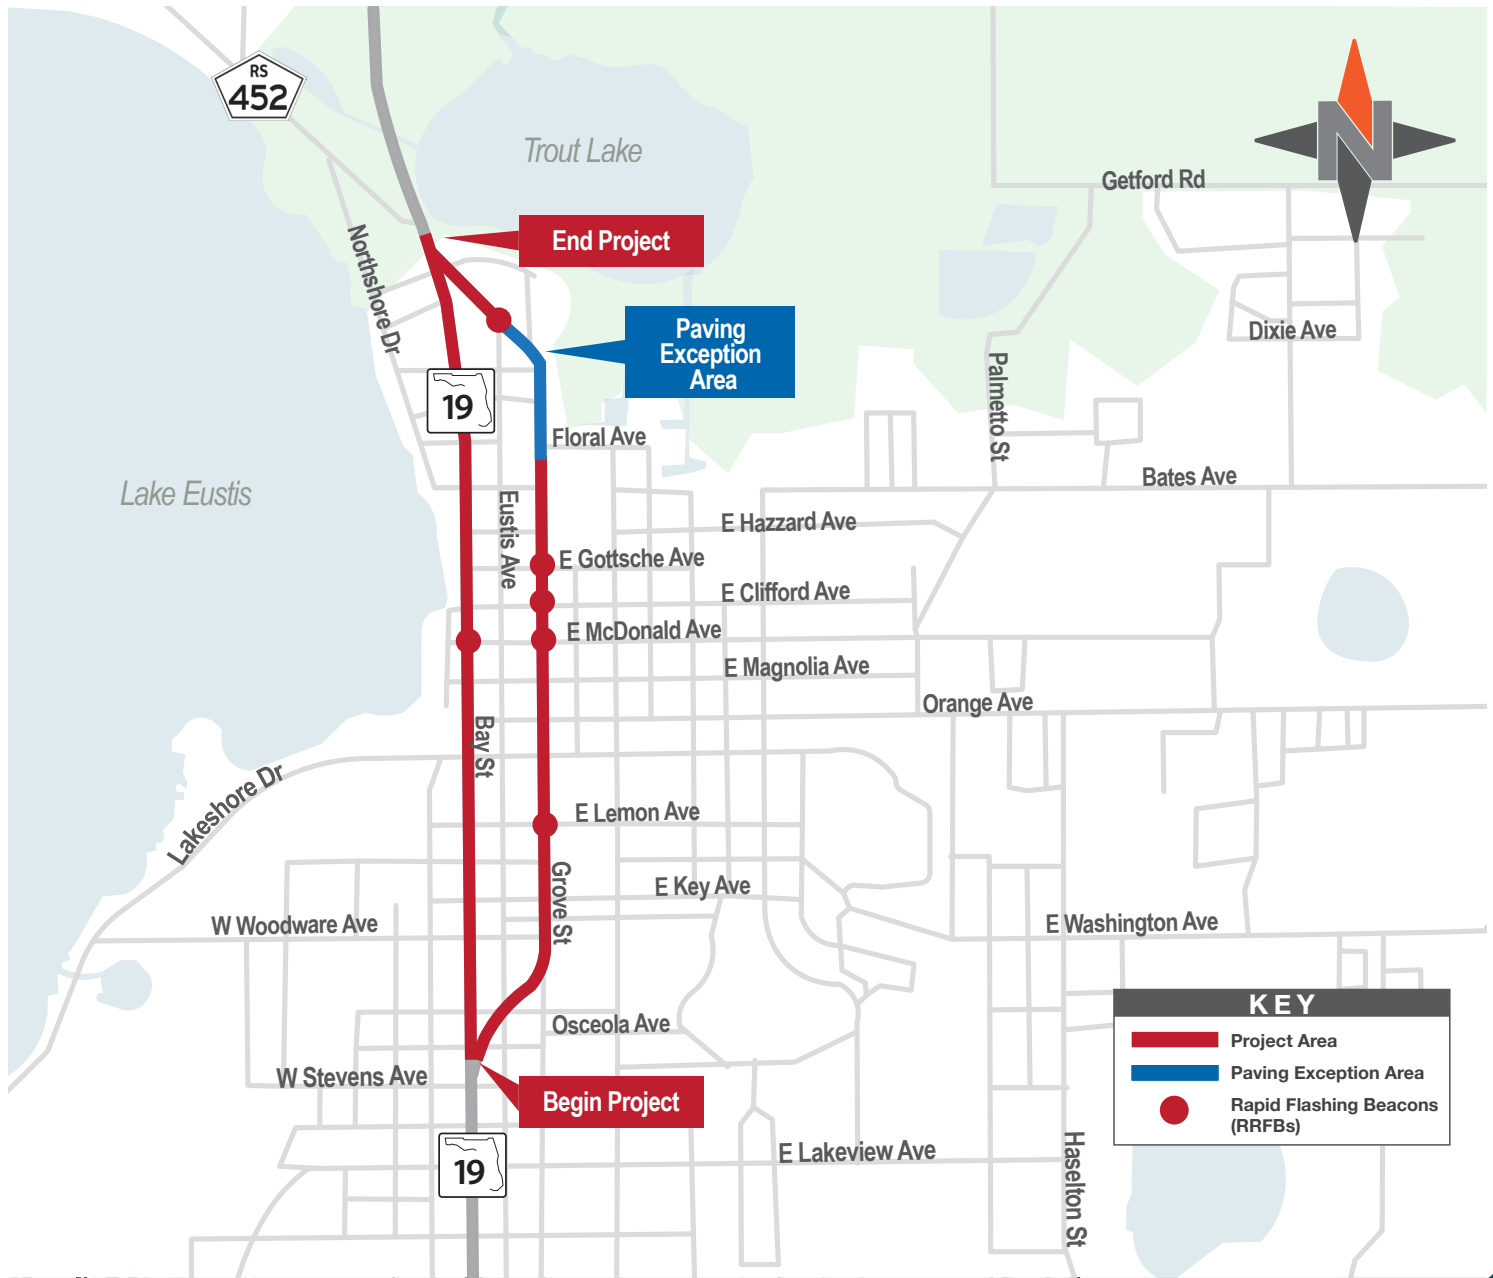 RS
452
Trout Lake
Getford Rd
End Project
Northshore Dr
N
Paving
Exception
Area
Dixie Ave
Palmetto St
19
Floral Ave
Bates Ave
Lake Eustis
Eustis Ave
E Hazzard Ave
E Gottsche Ave
E Clifford Ave
E McDonald Ave
E Magnolia Ave
Orange Ave
Bay St
Lakeshore Dr
E Lemon Ave
Grove St
E Key Ave
W Woodware Ave
E Washington Ave
KEY
Project Area
Paving Exception Area
Rapid Flashing Beacons
(RRFBs)
Osceola Ave
W Stevens Ave
Begin Project
E Lakeview Ave
Haselton St
19